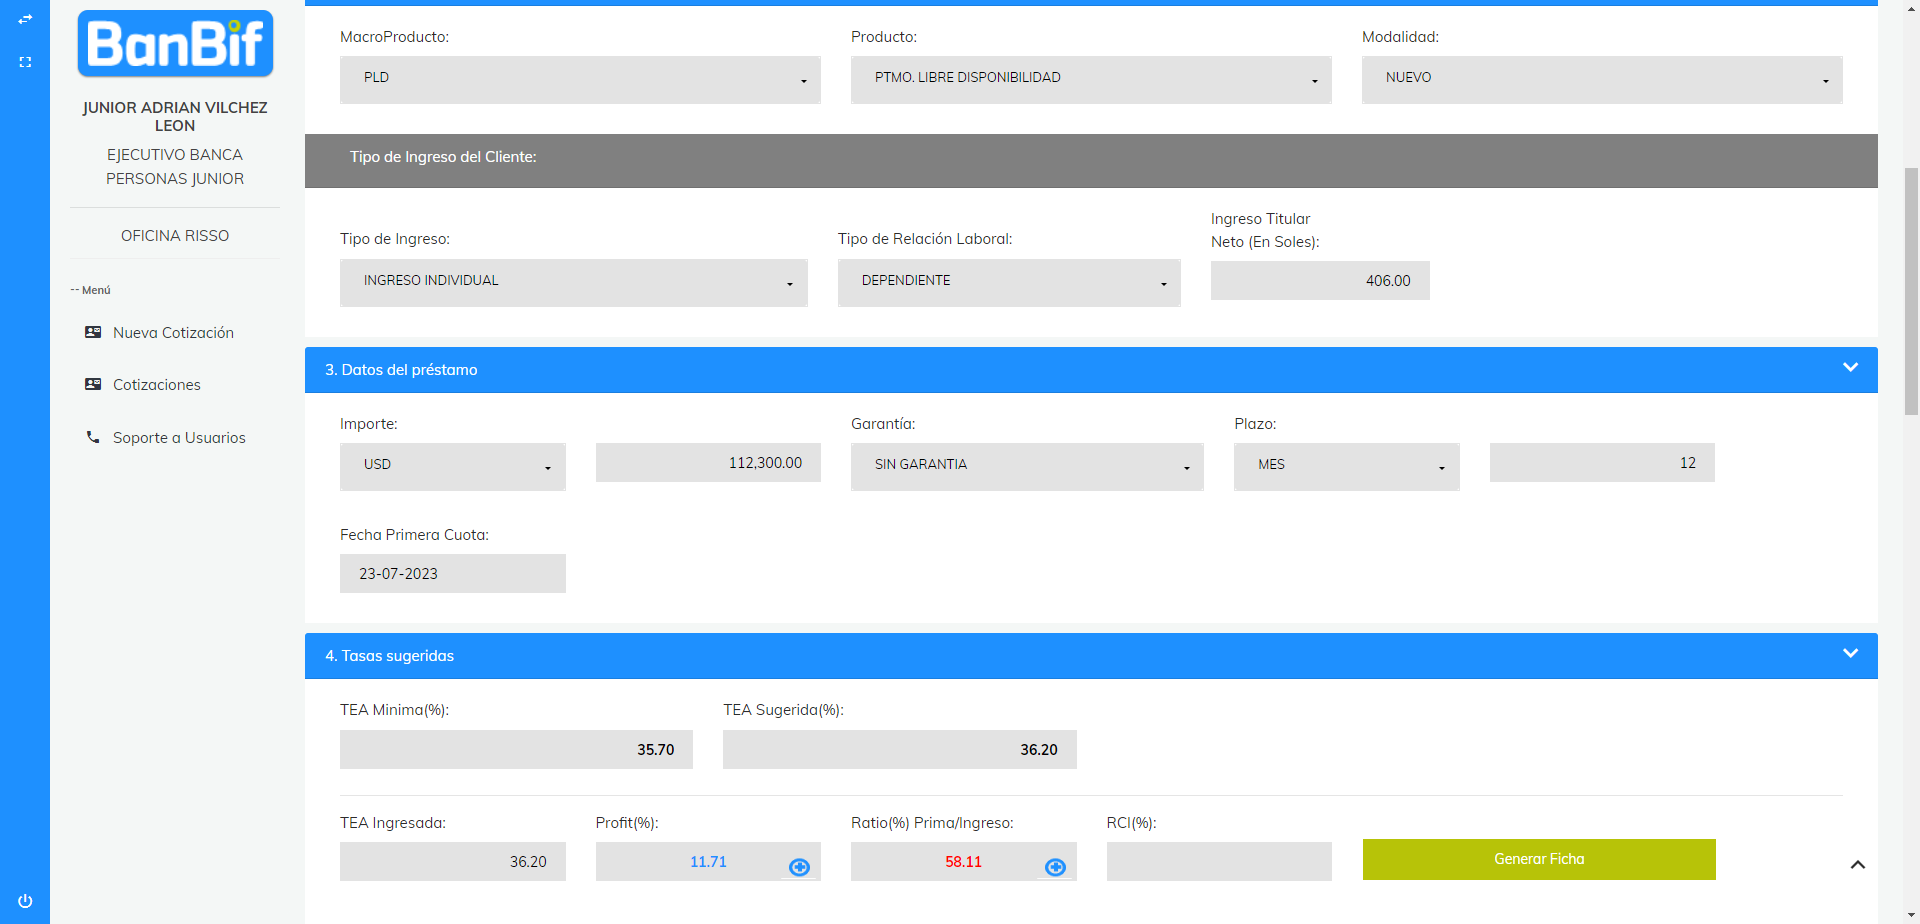 BanBif
JUNIOR ADRIAN VILCHEZ
LEON
EJECUTIVO BANCA
PERSONAS JUNIOR
OFICINA RISSO
-- Menú
Nueva Cotización
Cotizaciones
Soporte a Usuarios
MacroProducto:
Producto:
Modalidad:
PLD
PTMO. LIBRE DISPONIBILIDAD
NUEVO
Tipo de Ingreso del Cliente:
Tipo de Ingreso:
Tipo de Relación Laboral:
Ingreso Titular
Neto (En Soles):
INGRESO INDIVIDUAL
DEPENDIENTE
406.00
3. Datos del préstamo
Importe:
Garantía:
Plazo:
USD
112,300.00
SIN GARANTIA
MES
12
Fecha Primera Cuota:
23-07-2023
4. Tasas sugeridas
TEA Minima(%):
TEA Sugerida(%):
35.70
36.20
TEA Ingresada:
Profit(%):
Ratio(%) Prima/Ingreso:
RCI(%):
36.20
11.71
58.11
Generar Ficha